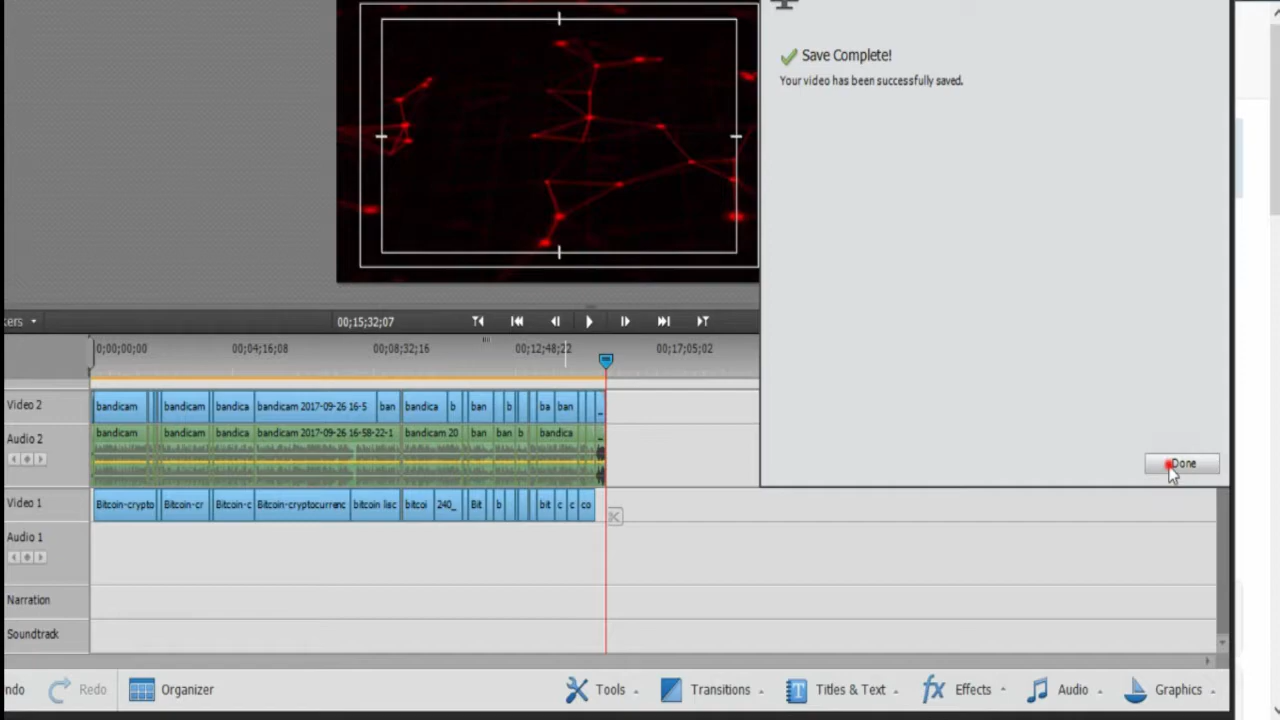 Save Complete!
Your video has been successfully saved.
Done
ers
00;15;32;07
0;00;00;00 00;04;16;08 00;08;32;16 00;12;48;22 00;17;05;02
Video 2
bandicam bandicam bandica bandicam 2017-09-26 16-5 ban bandica b ban b ba ban
Audio 2
bandicam bandicam bandica bandicam 2017-09-26 16-58-22-1 bandicam 20 ban ban b bandica
Video 1
Bitcoin-crypto Bitcoin-cr Bitcoin-c Bitcoin-cryptocurrenc bitcoin lisc bitcoi 240_ Bit b bit c c co
Audio 1
Narration
Soundtrack
ndo Redo Organizer Tools Transitions Titles & Text Effects Audio Graphics